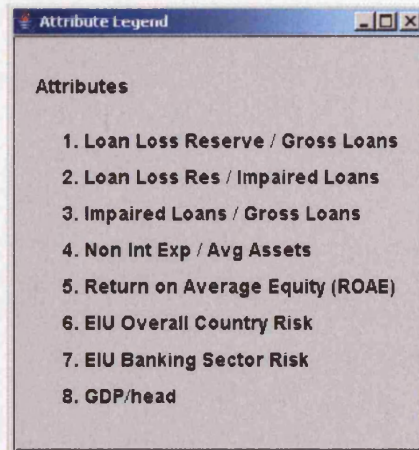 Attribute Legend
Attributes
1. Loan Loss Reserve / Gross Loans
2. Loan Loss Res / Impaired Loans
3. Impaired Loans / Gross Loans
4. Non Int Exp / Avg Assets
5. Return on Average Equity (ROAE)
6. EIU Overall Country Risk
7. EIU Banking Sector Risk
8. GDP/head